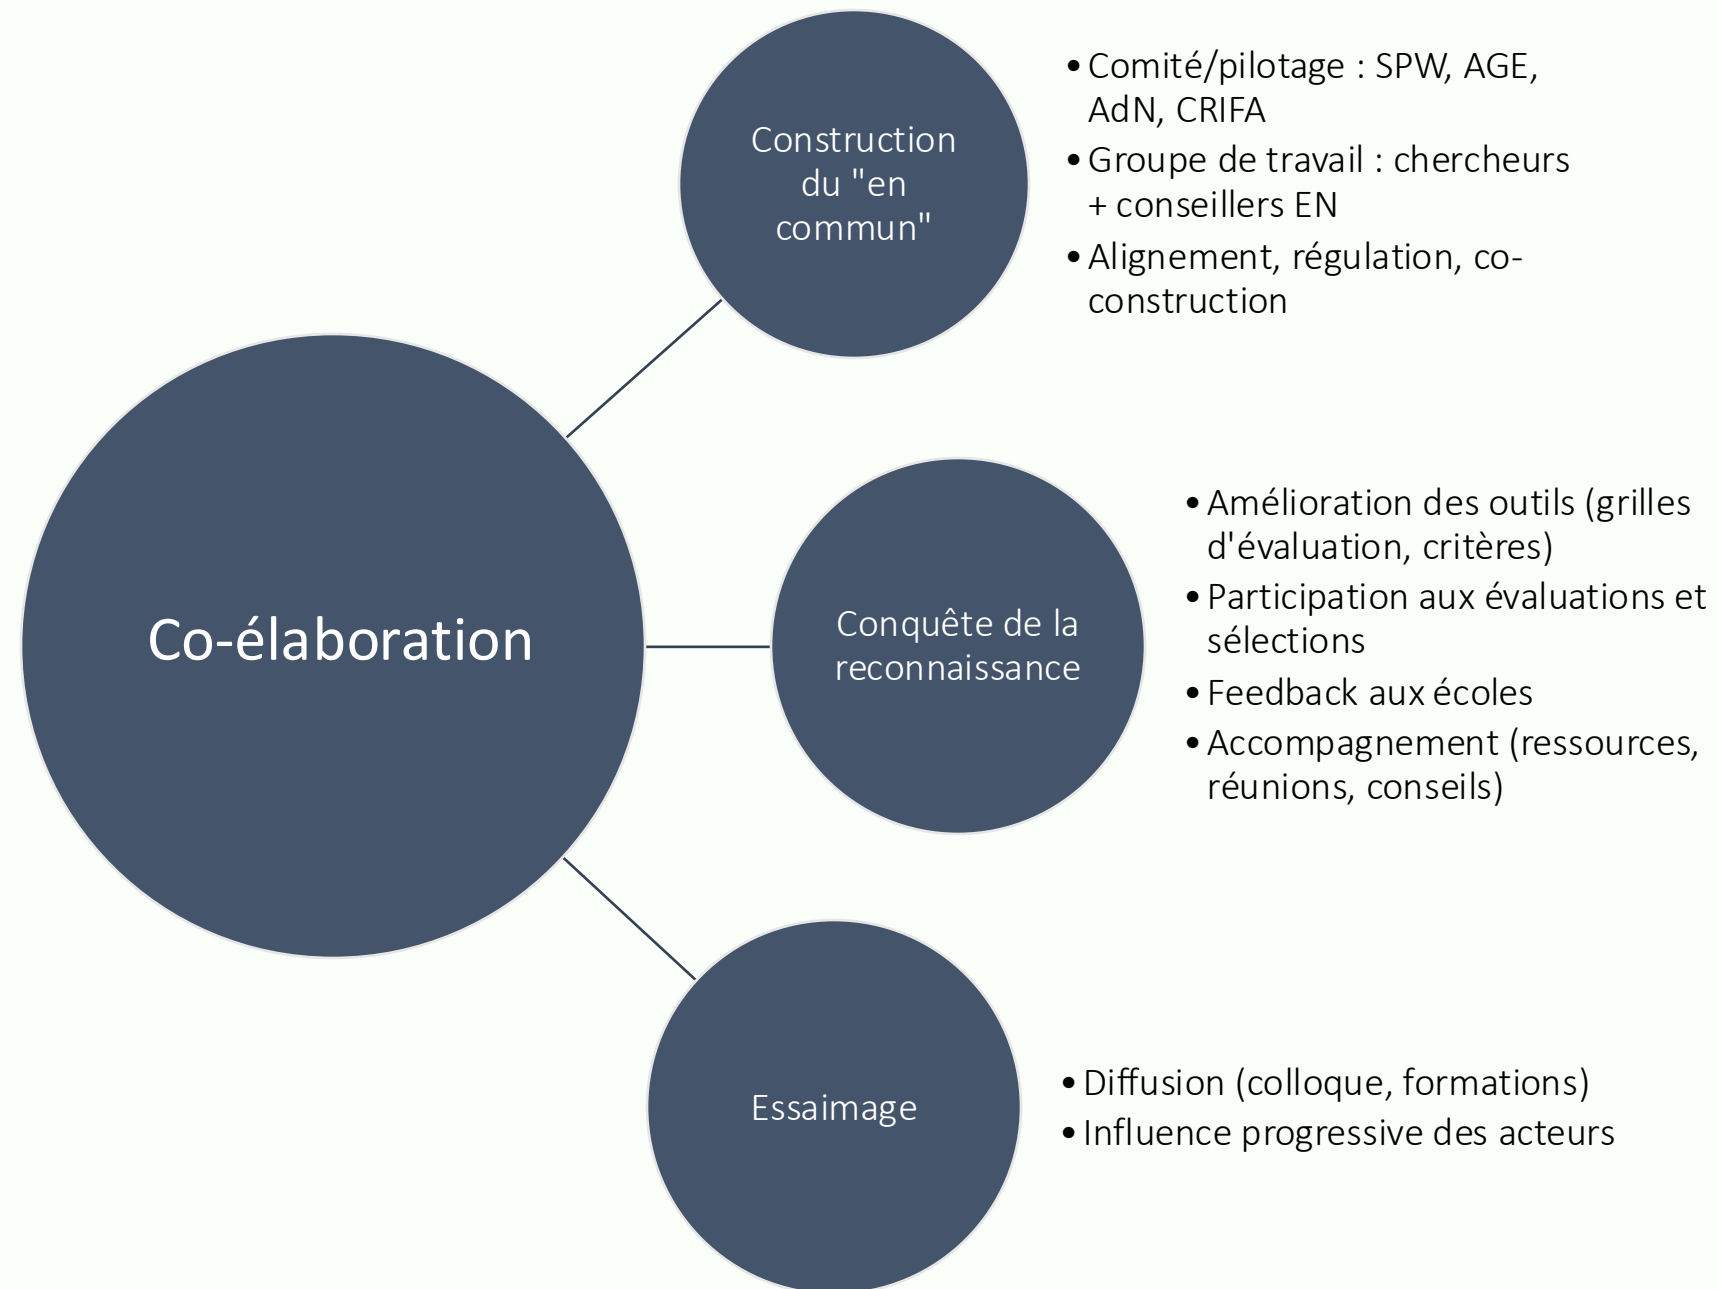 Co-élaboration
Construction
du "en
commun"
• Comité/pilotage : SPW, AGE,
AdN, CRIFA
• Groupe de travail : chercheurs
+ conseillers EN
• Alignement, régulation, co-
construction
Conquête de la
reconnaissance
• Amélioration des outils (grilles
d'évaluation, critères)
• Participation aux évaluations et
sélections
• Feedback aux écoles
• Accompagnement (ressources,
réunions, conseils)
Essaimage
• Diffusion (colloque, formations)
• Influence progressive des acteurs